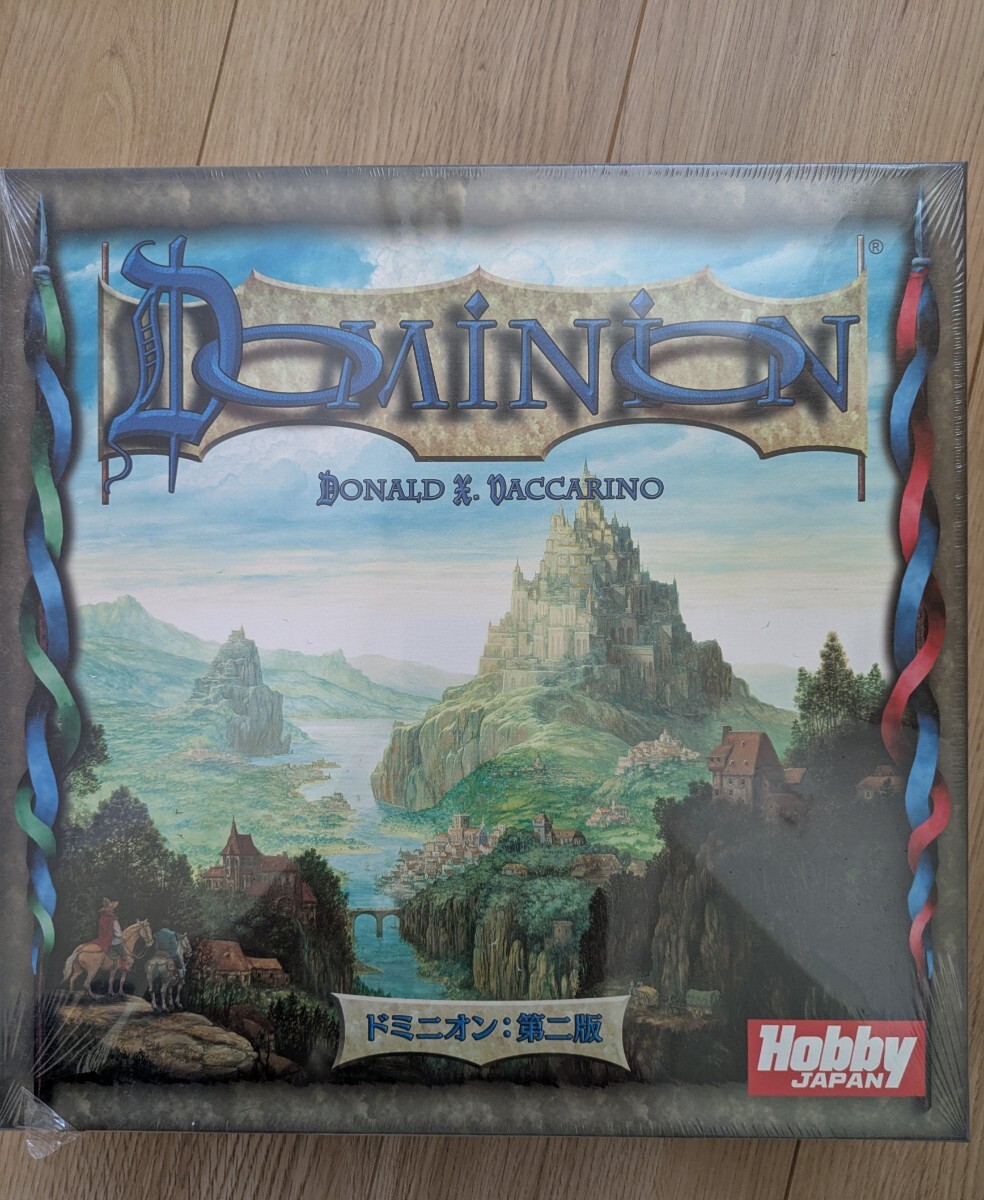 DOMINION
®
DONALD X. VACCARINO
ドミニオン:第二版
Hobby
JAPAN